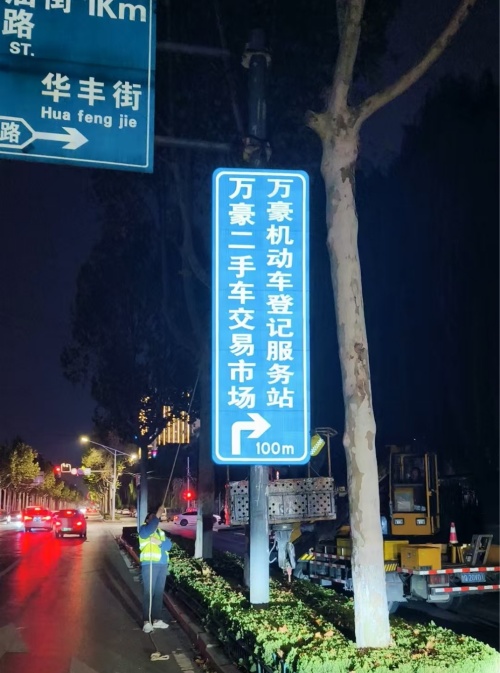 1Km
路
ST.
华丰街
Hua feng jie
路
万豪机动车登记服务站
万豪二手车交易市场
100m